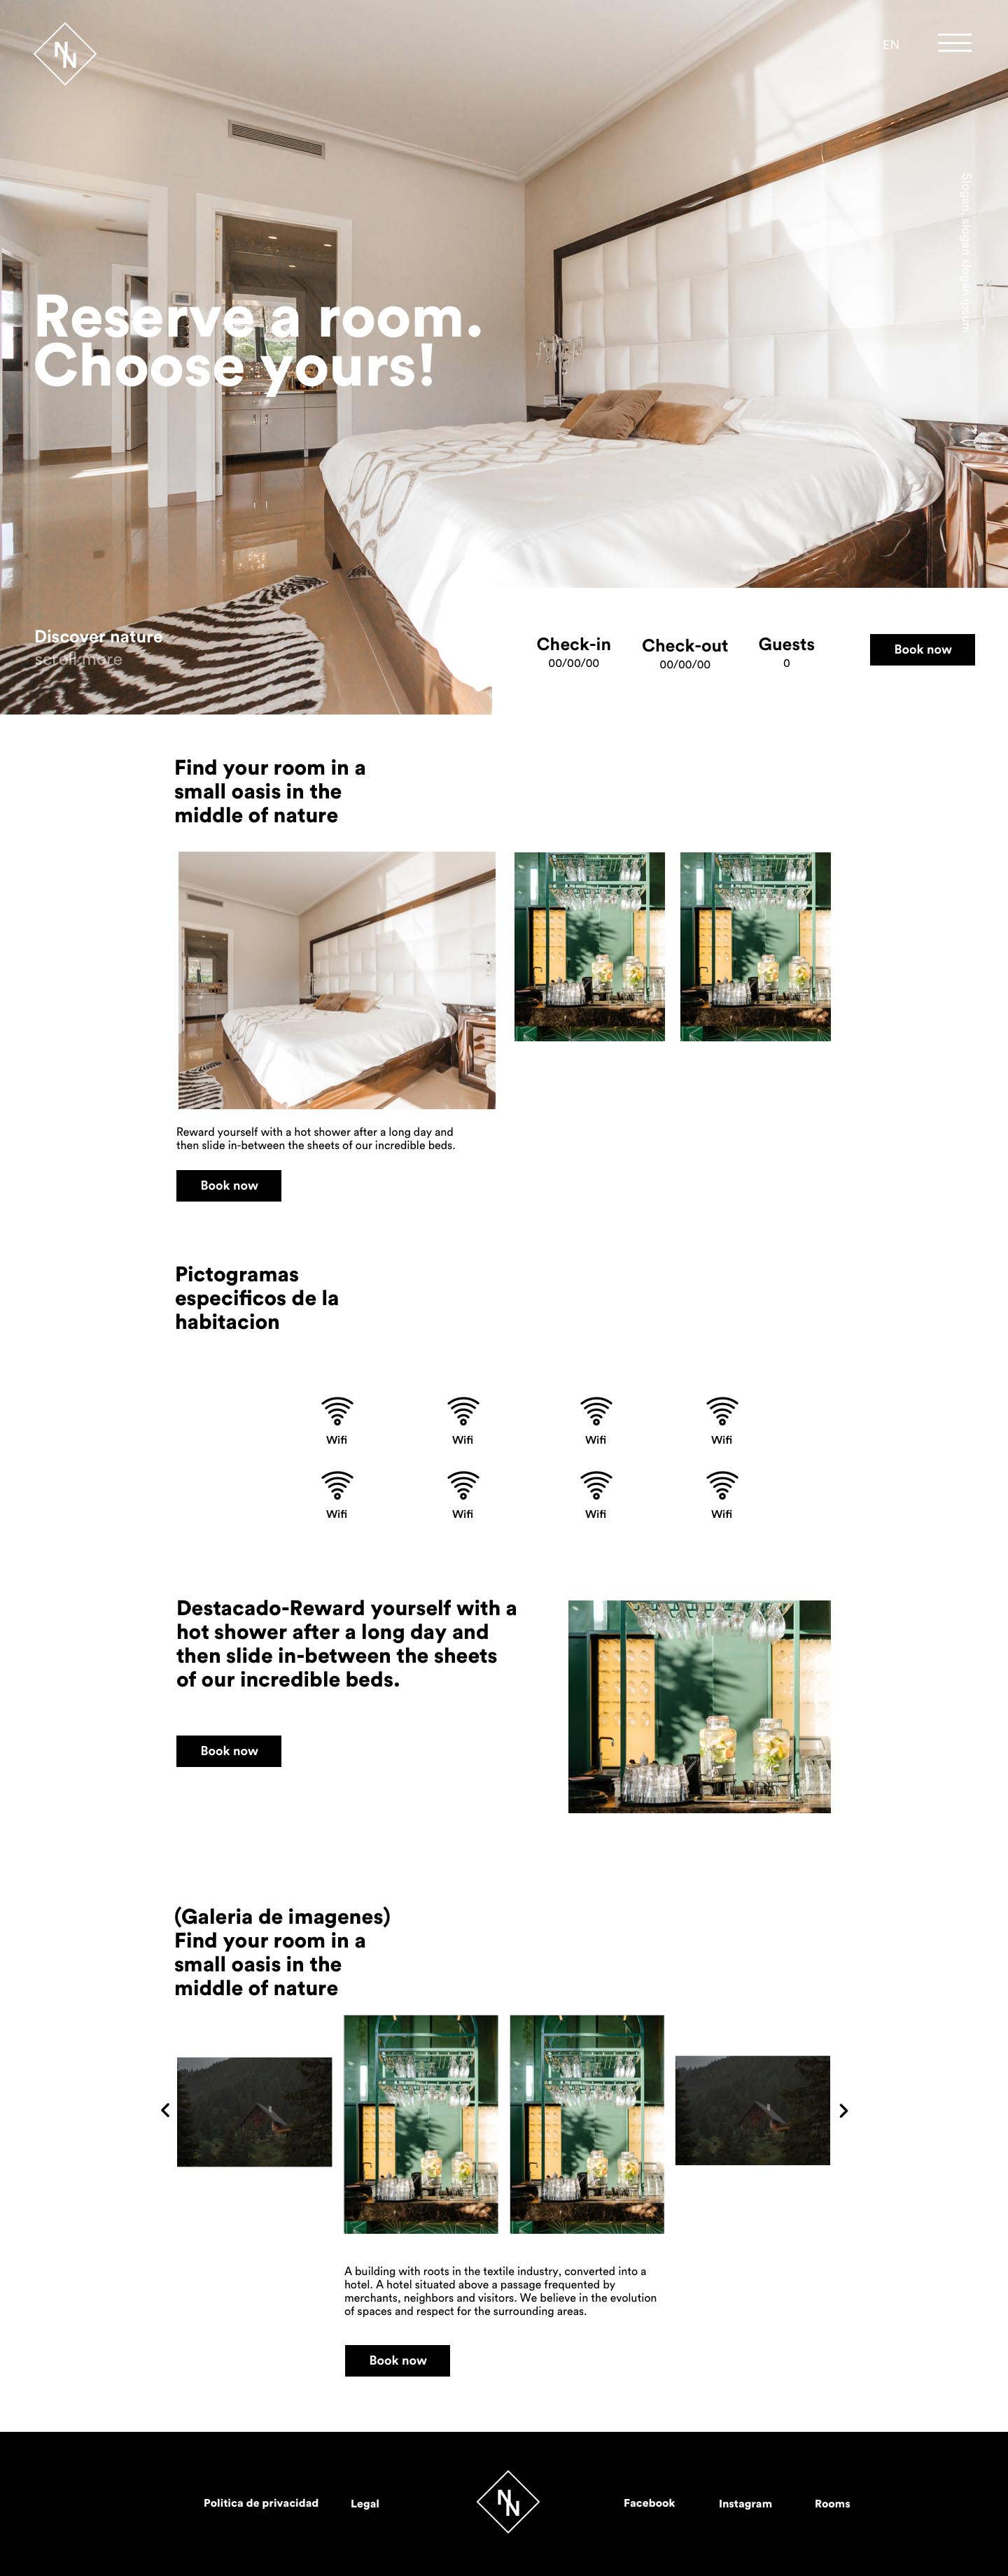 NN
EN
Slogan, slogan slogan ipsum
Reserve a room.
Choose yours!
Discover nature
scroll more
Check-in
00/00/00
Check-out
00/00/00
Guests
0
Book now
Find your room in a
small oasis in the
middle of nature
Reward yourself with a hot shower after a long day and
then slide in-between the sheets of our incredible beds.
Book now
Pictogramas
especificos de la
habitacion
Wifi
Wifi
Wifi
Wifi
Wifi
Wifi
Wifi
Wifi
Destacado-Reward yourself with a
hot shower after a long day and
then slide in-between the sheets
of our incredible beds.
Book now
(Galeria de imagenes)
Find your room in a
small oasis in the
middle of nature
A building with roots in the textile industry, converted into a
hotel. A hotel situated above a passage frequented by
merchants, neighbors and visitors. We believe in the evolution
of spaces and respect for the surrounding areas.
Book now
Politica de privacidad
Legal
NN
Facebook
Instagram
Rooms